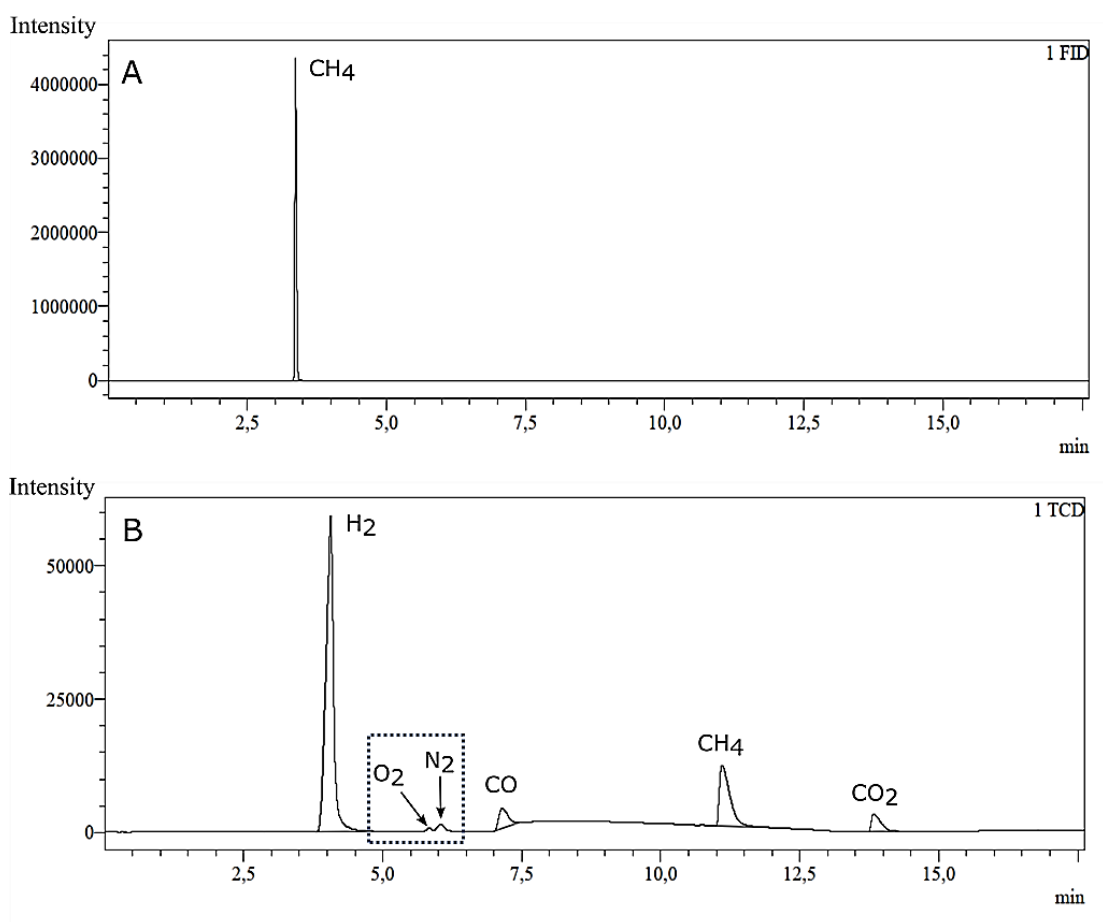 Intensity
A
CH4
1 FID
4000000
3000000
2000000
1000000
0
2,5 5,0 7,5 10,0 12,5 15,0
min
Intensity
B
H2
1 TCD
50000
25000
0
O2
N2
CO
CH4
CO2
2,5 5,0 7,5 10,0 12,5 15,0
min